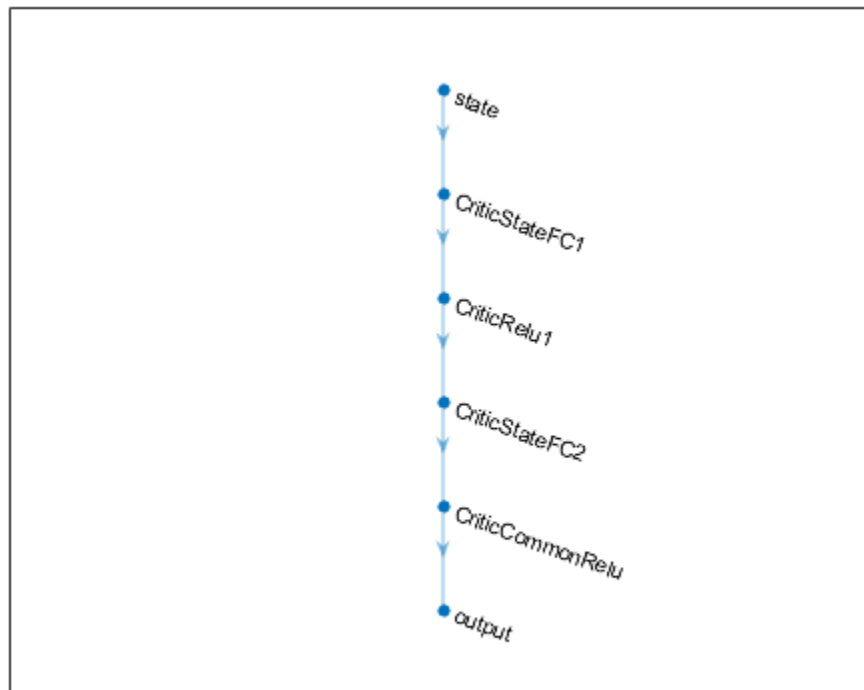 state
CriticStateFC1
CriticRelu1
CriticStateFC2
CriticCommonRelu
output